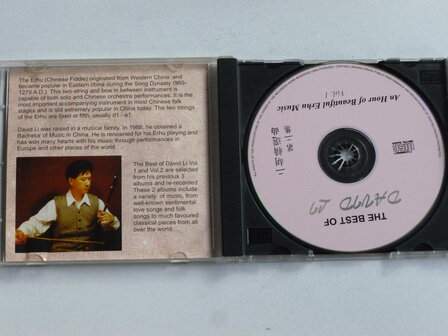 The Erhu (Chinese Fiddle) originated from Western China and
became popular in Eastern china during the Song Dynasty (960-
1279 A.D.). This two string and bow in between instrument is
capable of both solo and Chinese orchestra performances. It is the
most important accompanying instrument in most Chinese folk
stages and is still extremely popular in China today. The two strings
of the Erhu are fixed at fifth, usually d1 - a1.
David Li was raised in a musical family. In 1988, he obtained a
Bachelor of Music in China. He is renowned for his Erhu playing and
has won many hearts with his music through performances in
Europe and other places of the world.
The Best of David Li Vol.
1 and Vol.2 are selected
from his previous 3
albums and re-recorded.
These 2 albums include
a variety of music, from
well-known sentimental
love songs and folk
songs to much favoured
classical pieces from all
over the world.
THE BEST OF
DAVID LI
An Hour of Beautiful Erhu Music
Vol. 1
二胡精選曲
第一集